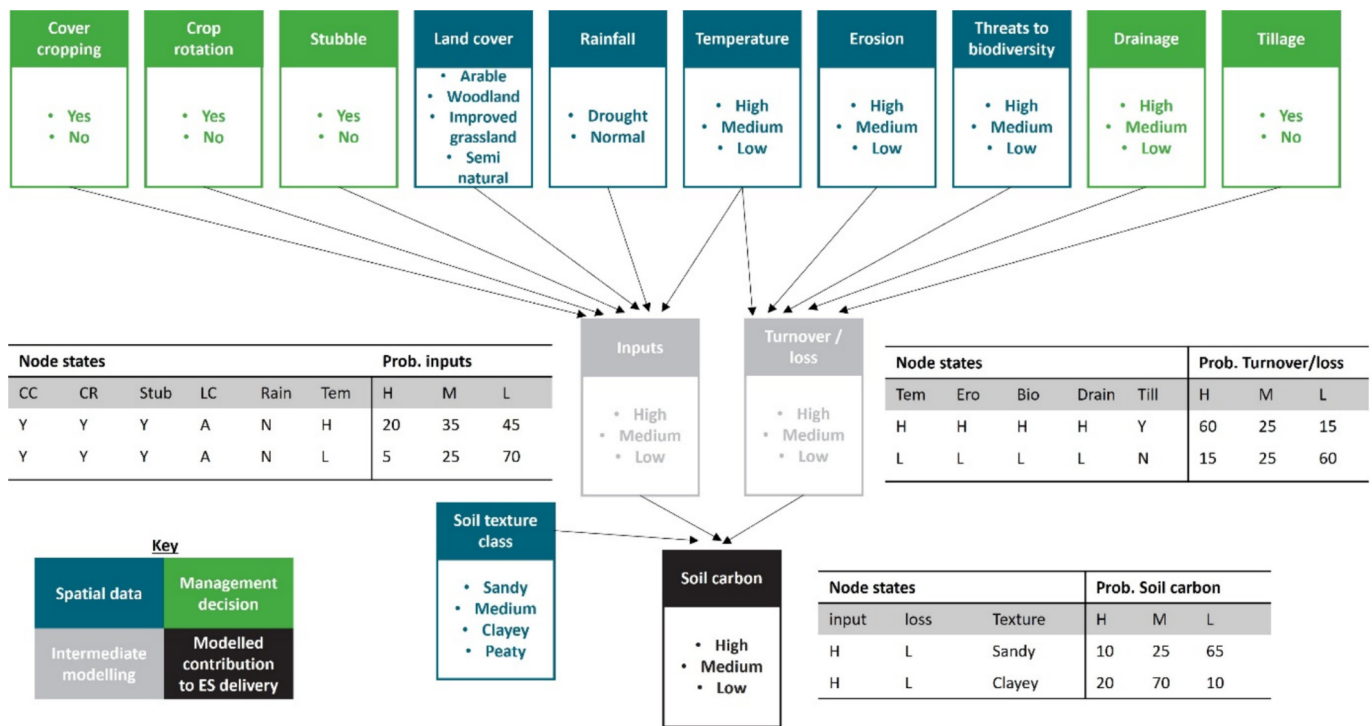 Cover
cropping
• Yes
• No
Crop
rotation
• Yes
• No
Stubble
• Yes
• No
Land cover
• Arable
• Woodland
• Improved
grassland
• Semi
natural
Rainfall
• Drought
• Normal
Temperature
• High
• Medium
• Low
Erosion
• High
• Medium
• Low
Threats to
biodiversity
• High
• Medium
• Low
Drainage
• High
• Medium
• Low
Tillage
• Yes
• No
Inputs
• High
• Medium
• Low
Turnover /
loss
• High
• Medium
• Low
Node states Prob. inputs
CC CR Stub LC Rain Tem H M L
Y Y Y A N H 20 35 45
Y Y Y A N L 5 25 70
Node states Prob. Turnover/loss
Tem Ero Bio Drain Till H M L
H H H H Y 60 25 15
L L L L N 15 25 60
Soil texture
class
• Sandy
• Medium
• Clayey
• Peaty
Soil carbon
• High
• Medium
• Low
Key
Spatial data
Management
decision
Intermediate
modelling
Modelled
contribution
to ES delivery
Node states Prob. Soil carbon
input loss Texture H M L
H L Sandy 10 25 65
H L Clayey 20 70 10